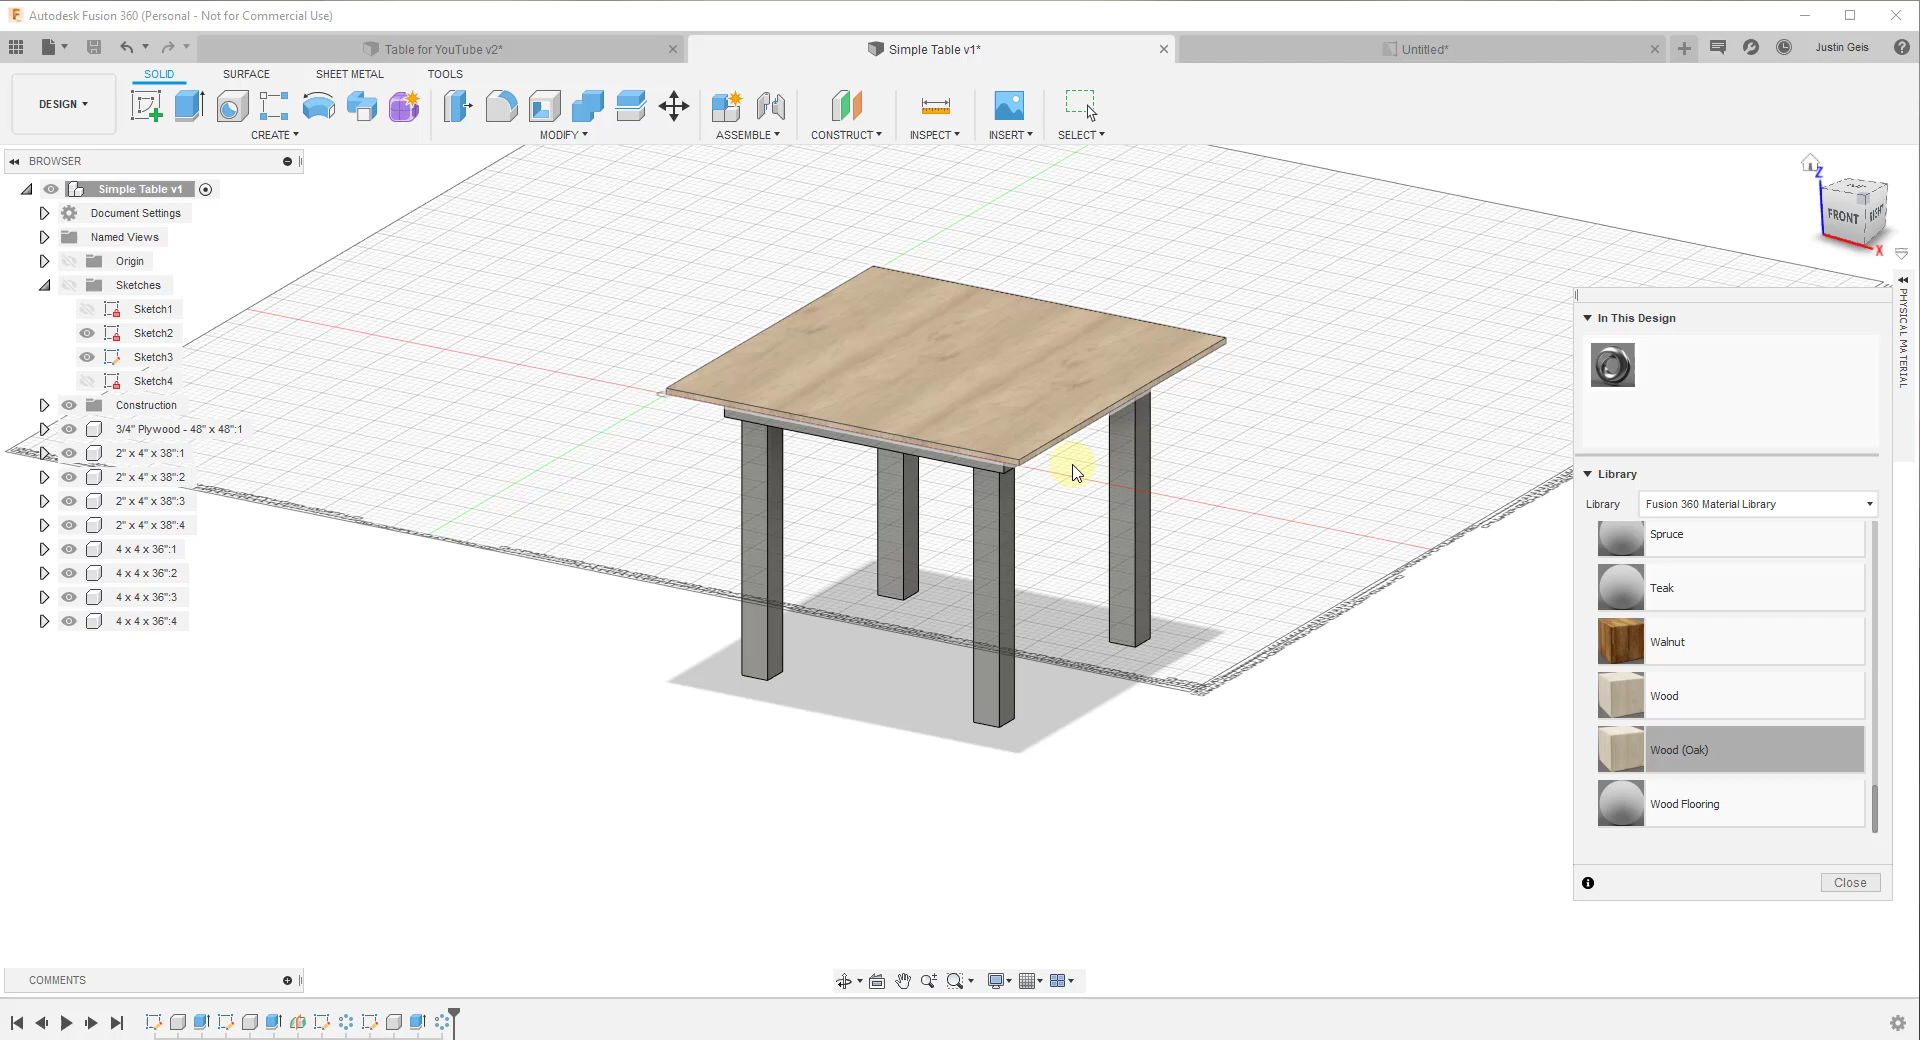 Autodesk Fusion 360 (Personal - Not for Commercial Use)
Table for YouTube v2*
Simple Table v1*
Untitled*
Justin Geis
DESIGN
SOLID
SURFACE
SHEET METAL
TOOLS
CREATE
MODIFY
ASSEMBLE
CONSTRUCT
INSPECT
INSERT
SELECT
BROWSER
Simple Table v1
Document Settings
Named Views
Origin
Sketches
Sketch1
Sketch2
Sketch3
Sketch4
Construction
3/4" Plywood - 48" x 48":1
2" x 4" x 38":1
2" x 4" x 38":2
2" x 4" x 38":3
2" x 4" x 38":4
4 x 4 x 36":1
4 x 4 x 36":2
4 x 4 x 36":3
4 x 4 x 36":4
Z
FRONT
RIGHT
X
PHYSICAL MATERIAL
In This Design
Library
Library
Fusion 360 Material Library
Spruce
Teak
Walnut
Wood
Wood (Oak)
Wood Flooring
Close
COMMENTS